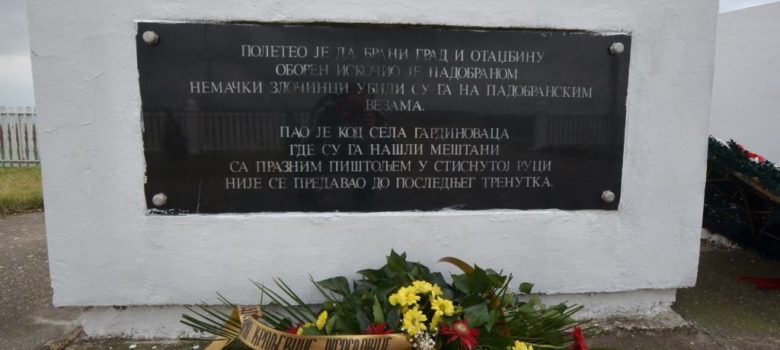 ПОЛЕТЕО ЈЕ ДА БРАНИ ГРАД И ОТАЏБИНУ
ОБОРЕН ИСКОЧИО ЈЕ ПАДОБРАНОМ
НЕМАЧКИ ЗЛОЧИНЦИ УБИЛИ СУ ГА НА ПАДОБРАНСКИМ
ВЕЗАМА.
ПАО ЈЕ КОД СЕЛА ГАРДИНОВАЦА
ГДЕ СУ ГА НАШЛИ МЕШТАНИ
СА ПРАЗНИМ ПИШТОЉЕМ У СТИСНУТОЈ РУЦИ
НИЈЕ СЕ ПРЕДАВАО ДО ПОСЛЕДЊЕГ ТРЕНУТКА.
КРАЉЕВИНЕ ЈУГОСЛАВИЈЕ